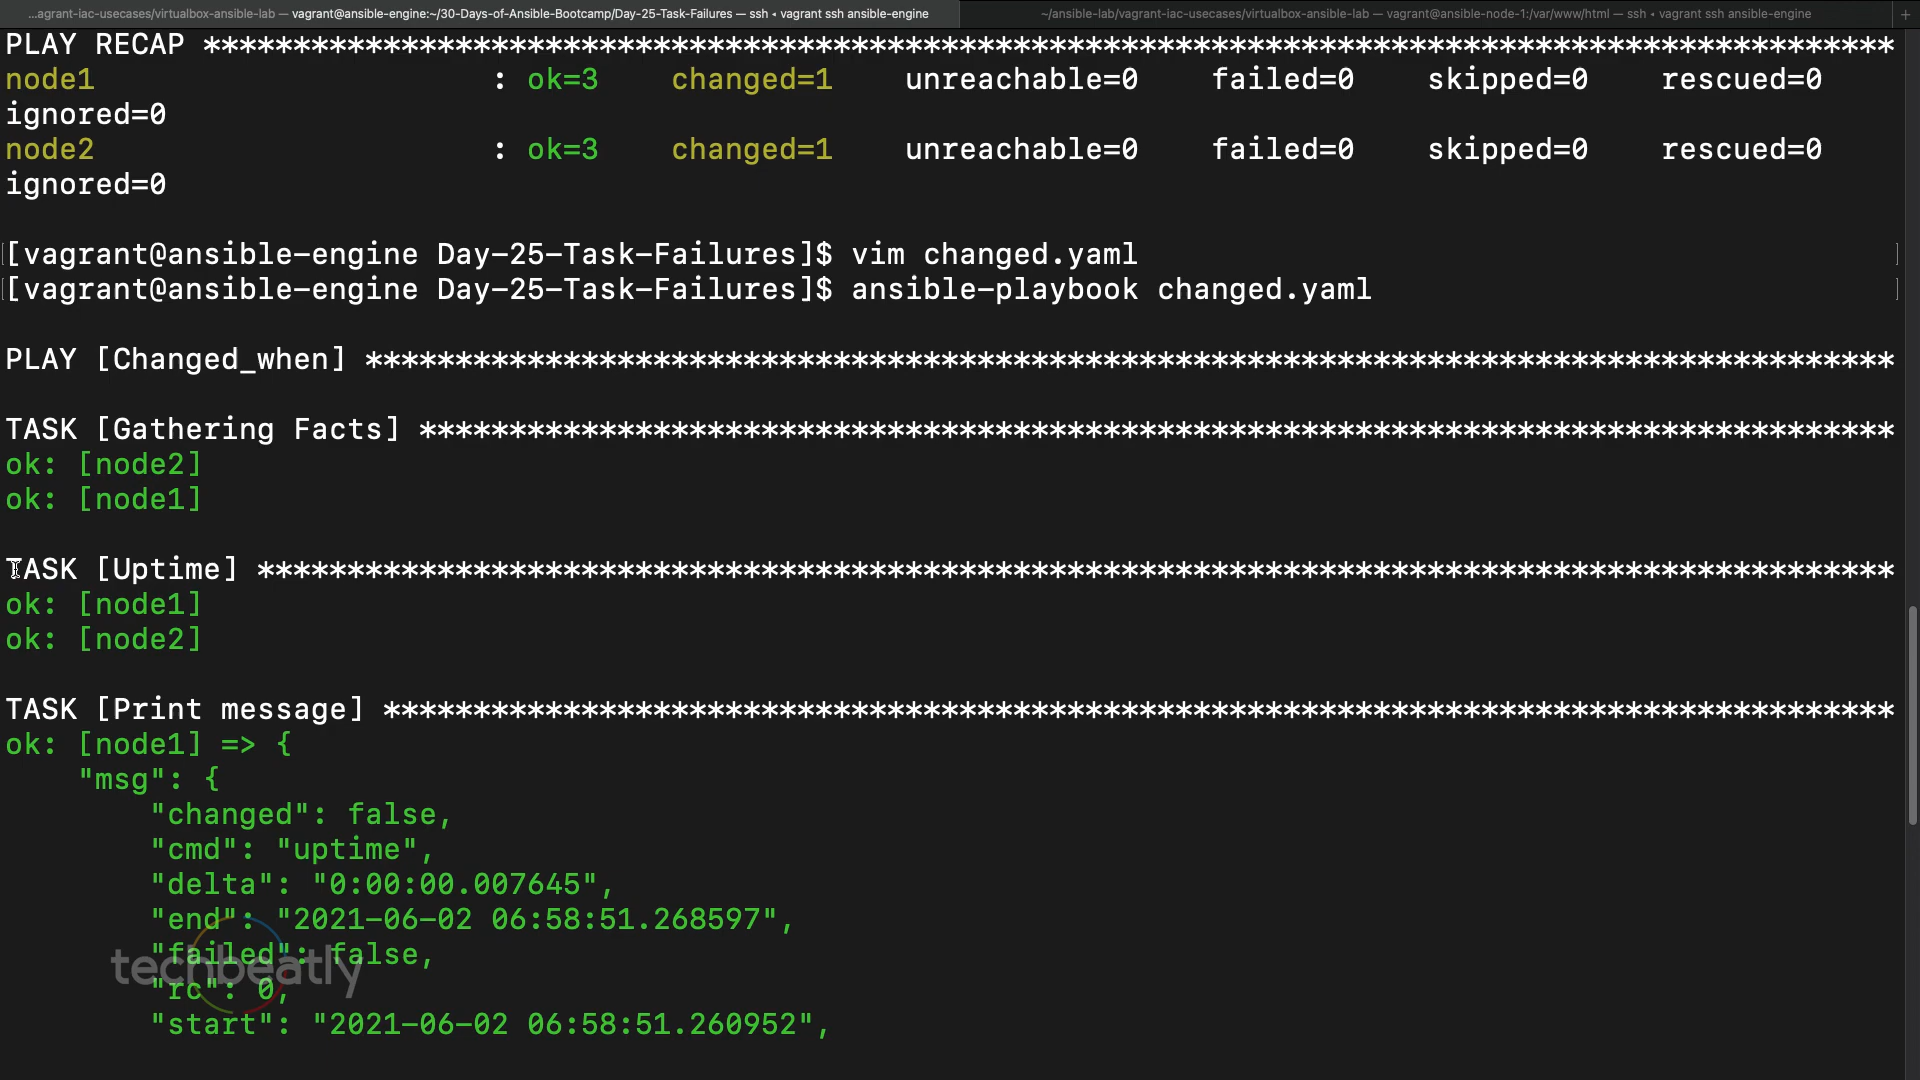 ...agrant-iac-usecases/virtualbox-ansible-lab — vagrant@ansible-engine:~/30-Days-of-Ansible-Bootcamp/Day-25-Task-Failures — ssh ◂ vagrant ssh ansible-engine
~/ansible-lab/vagrant-iac-usecases/virtualbox-ansible-lab — vagrant@ansible-node-1:/var/www/html — ssh ◂ vagrant ssh ansible-engine +
PLAY RECAP **********************************************************************************************
node1 : ok=3 changed=1 unreachable=0 failed=0 skipped=0 rescued=0
ignored=0
node2 : ok=3 changed=1 unreachable=0 failed=0 skipped=0 rescued=0
ignored=0
[vagrant@ansible-engine Day-25-Task-Failures]$ vim changed.yaml
[vagrant@ansible-engine Day-25-Task-Failures]$ ansible-playbook changed.yaml
PLAY [Changed_when] *************************************************************************************
TASK [Gathering Facts] **********************************************************************************
ok: [node2]
ok: [node1]
TASK [Uptime] *******************************************************************************************
ok: [node1]
ok: [node2]
TASK [Print message] ************************************************************************************
ok: [node1] => {
"msg": {
"changed": false,
"cmd": "uptime",
"delta": "0:00:00.007645",
"end": "2021-06-02 06:58:51.268597",
"failed": false,
"rc": 0,
"start": "2021-06-02 06:58:51.260952",
techbeatly